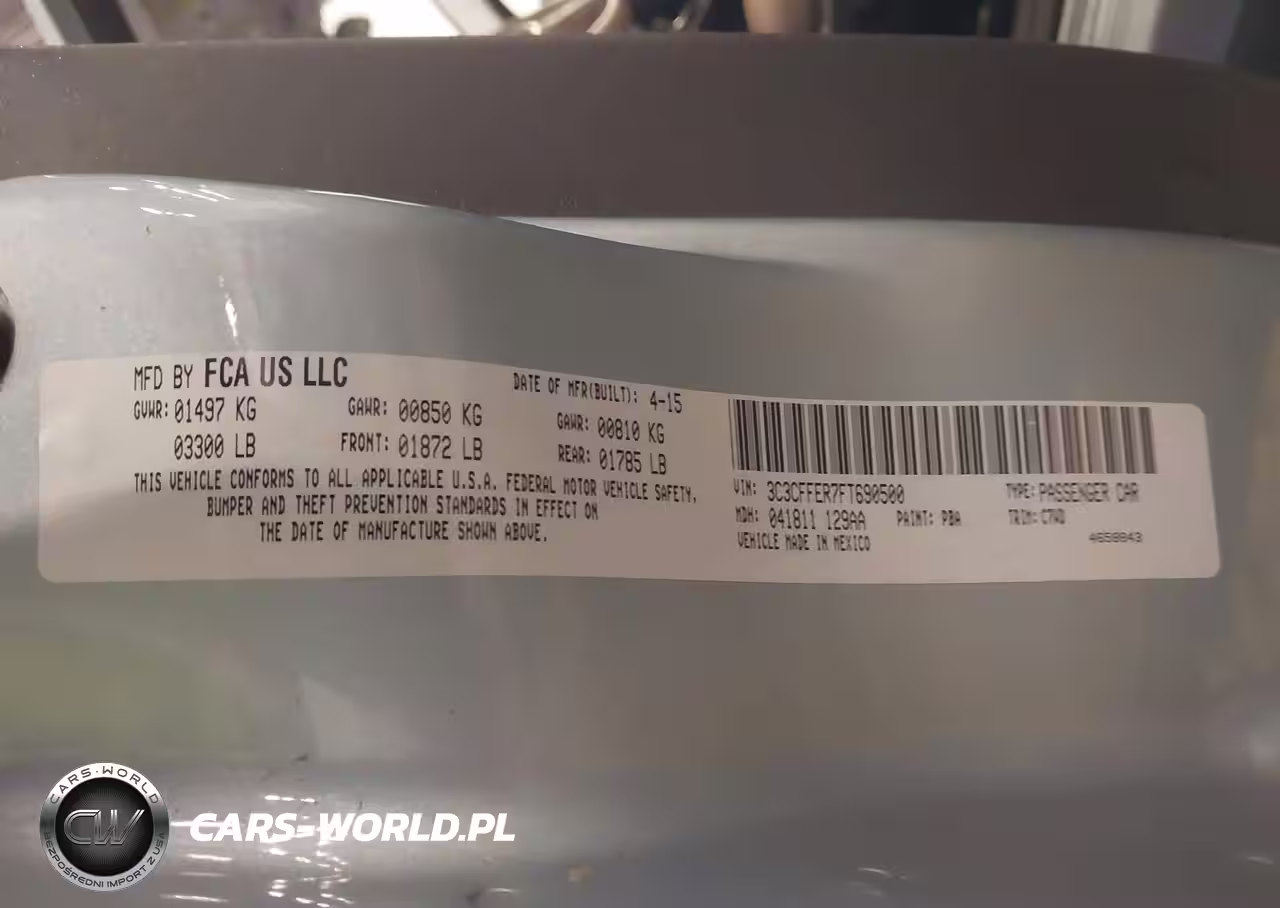 MFD BY FCA US LLC
DATE OF MFR(BUILT): 4-15
GVWR: 01497 KG GAWR: 00850 KG GAWR: 00810 KG
03300 LB FRONT: 01872 LB REAR: 01785 LB
THIS VEHICLE CONFORMS TO ALL APPLICABLE U.S.A. FEDERAL MOTOR VEHICLE SAFETY,
BUMPER AND THEFT PREVENTION STANDARDS IN EFFECT ON
THE DATE OF MANUFACTURE SHOWN ABOVE.
VIN: 3C3CFFER7FT690500 TYPE: PASSENGER CAR
MDH: 041811 129AA PAINT: PBA TRIM:
VEHICLE MADE IN MEXICO
CARS-WORLD
CW
BEZPOŚREDNI IMPORT Z USA
CARS-WORLD.PL